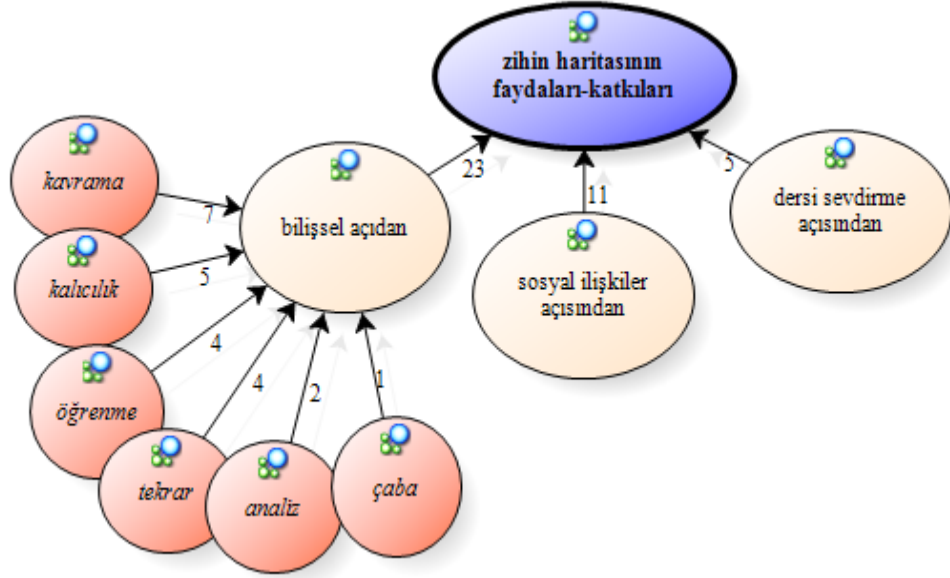 zihin haritasının
faydaları-katkıları
kavrama
7
bilişsel açıdan
23
11
5
dersi sevdirme
açısından
kalıcılık
5
sosyal ilişkiler
açısından
öğrenme
4
tekrar
4
analiz
2
çaba
1